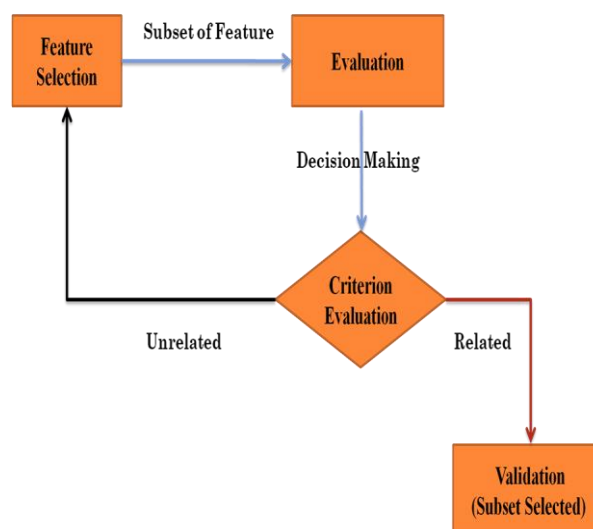 Subset of Feature
Feature
Selection
Evaluation
Decision Making
Criterion
Evaluation
Unrelated
Related
Validation
(Subset Selected)